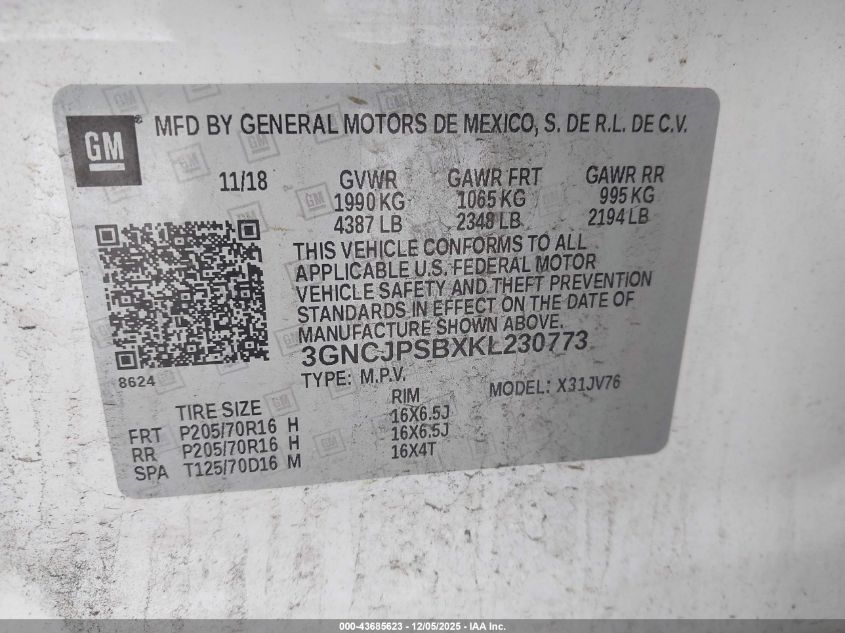 GM
MFD BY GENERAL MOTORS DE MEXICO, S. DE R.L. DE C.V.
11/18
GVWR GAWR FRT GAWR RR
1990 KG 1065 KG 995 KG
4387 LB 2348 LB 2194 LB
THIS VEHICLE CONFORMS TO ALL
APPLICABLE U.S. FEDERAL MOTOR
VEHICLE SAFETY AND THEFT PREVENTION
STANDARDS IN EFFECT ON THE DATE OF
MANUFACTURE SHOWN ABOVE.
3GNCJPSBXKL230773
8624
TYPE: M.P.V. MODEL: X31JV76
TIRE SIZE RIM
FRT P205/70R16 H 16X6.5J
RR P205/70R16 H 16X6.5J
SPA T125/70D16 M 16X4T
000-43685623 - 12/05/2025 - IAA Inc.